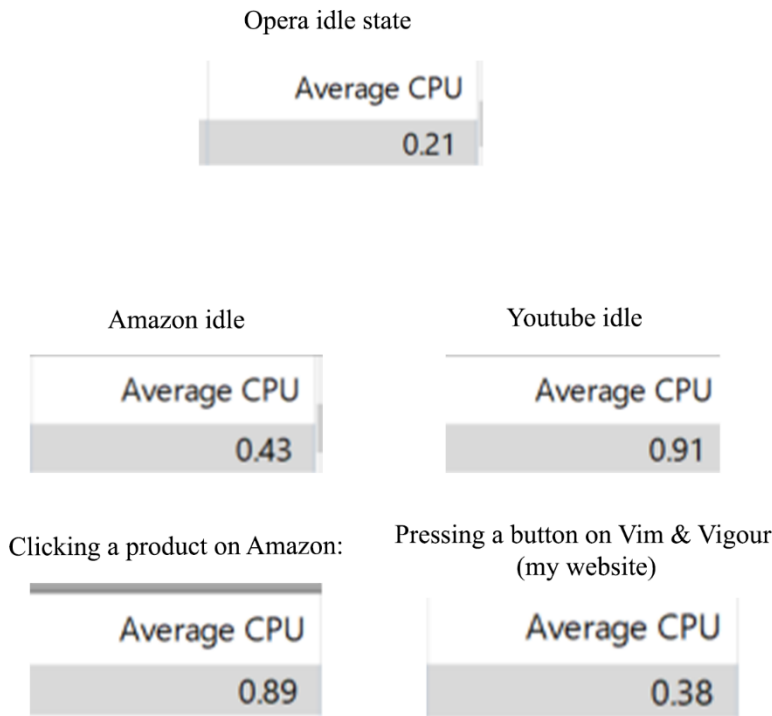 Opera idle state
Average CPU
0.21
Amazon idle
Average CPU
0.43
Youtube idle
Average CPU
0.91
Clicking a product on Amazon:
Average CPU
0.89
Pressing a button on Vim & Vigour
(my website)
Average CPU
0.38